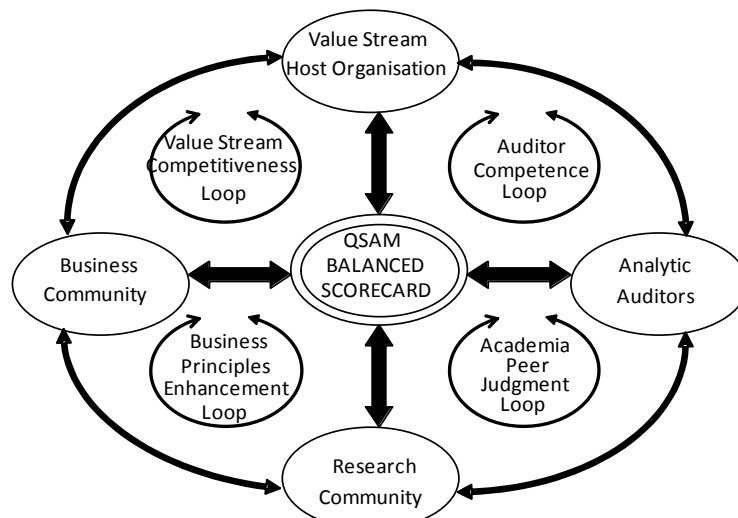 Value Stream
Host Organisation
Value Stream
Competitiveness
Loop
Auditor
Competence
Loop
Business
Community
QSAM
BALANCED
SCORECARD
Analytic
Auditors
Business
Principles
Enhancement
Loop
Academia
Peer
Judgment
Loop
Research
Community